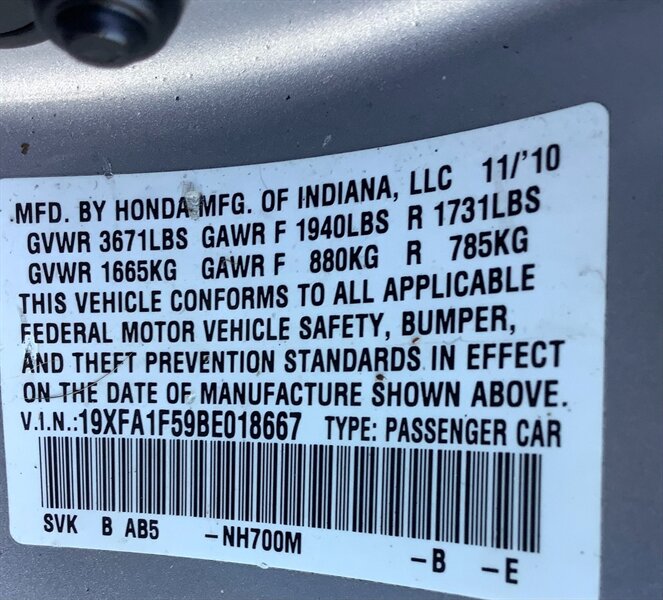 MFD. BY HONDA MFG. OF INDIANA, LLC 11/'10
GVWR 3671LBS GAWR F 1940LBS R 1731LBS
GVWR 1665KG GAWR F 880KG R 785KG
THIS VEHICLE CONFORMS TO ALL APPLICABLE
FEDERAL MOTOR VEHICLE SAFETY, BUMPER,
AND THEFT PREVENTION STANDARDS IN EFFECT
ON THE DATE OF MANUFACTURE SHOWN ABOVE.
V.I.N.:19XFA1F59BE018667 TYPE: PASSENGER CAR
SVK B AB5 -NH700M -B -E